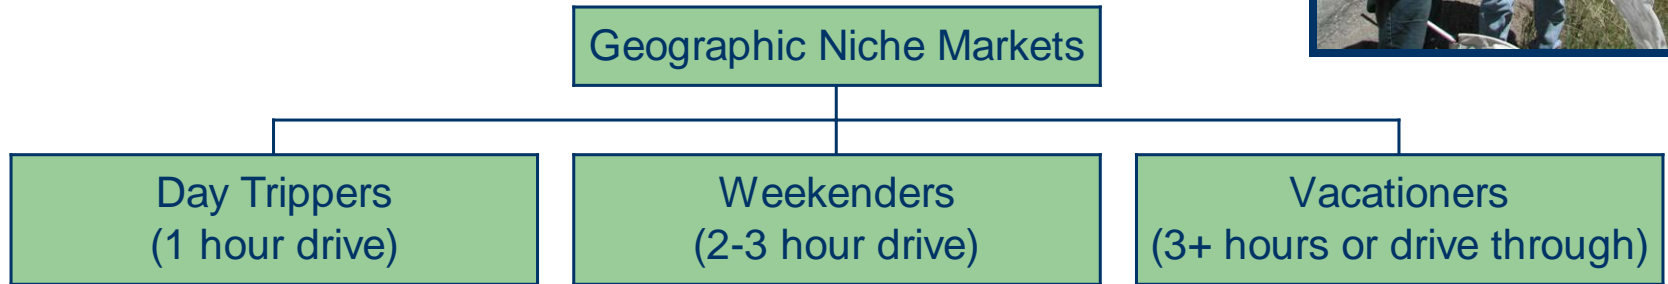 Geographic Niche Markets
Day Trippers
(1 hour drive)
Weekenders
(2-3 hour drive)
Vacationers
(3+ hours or drive through)